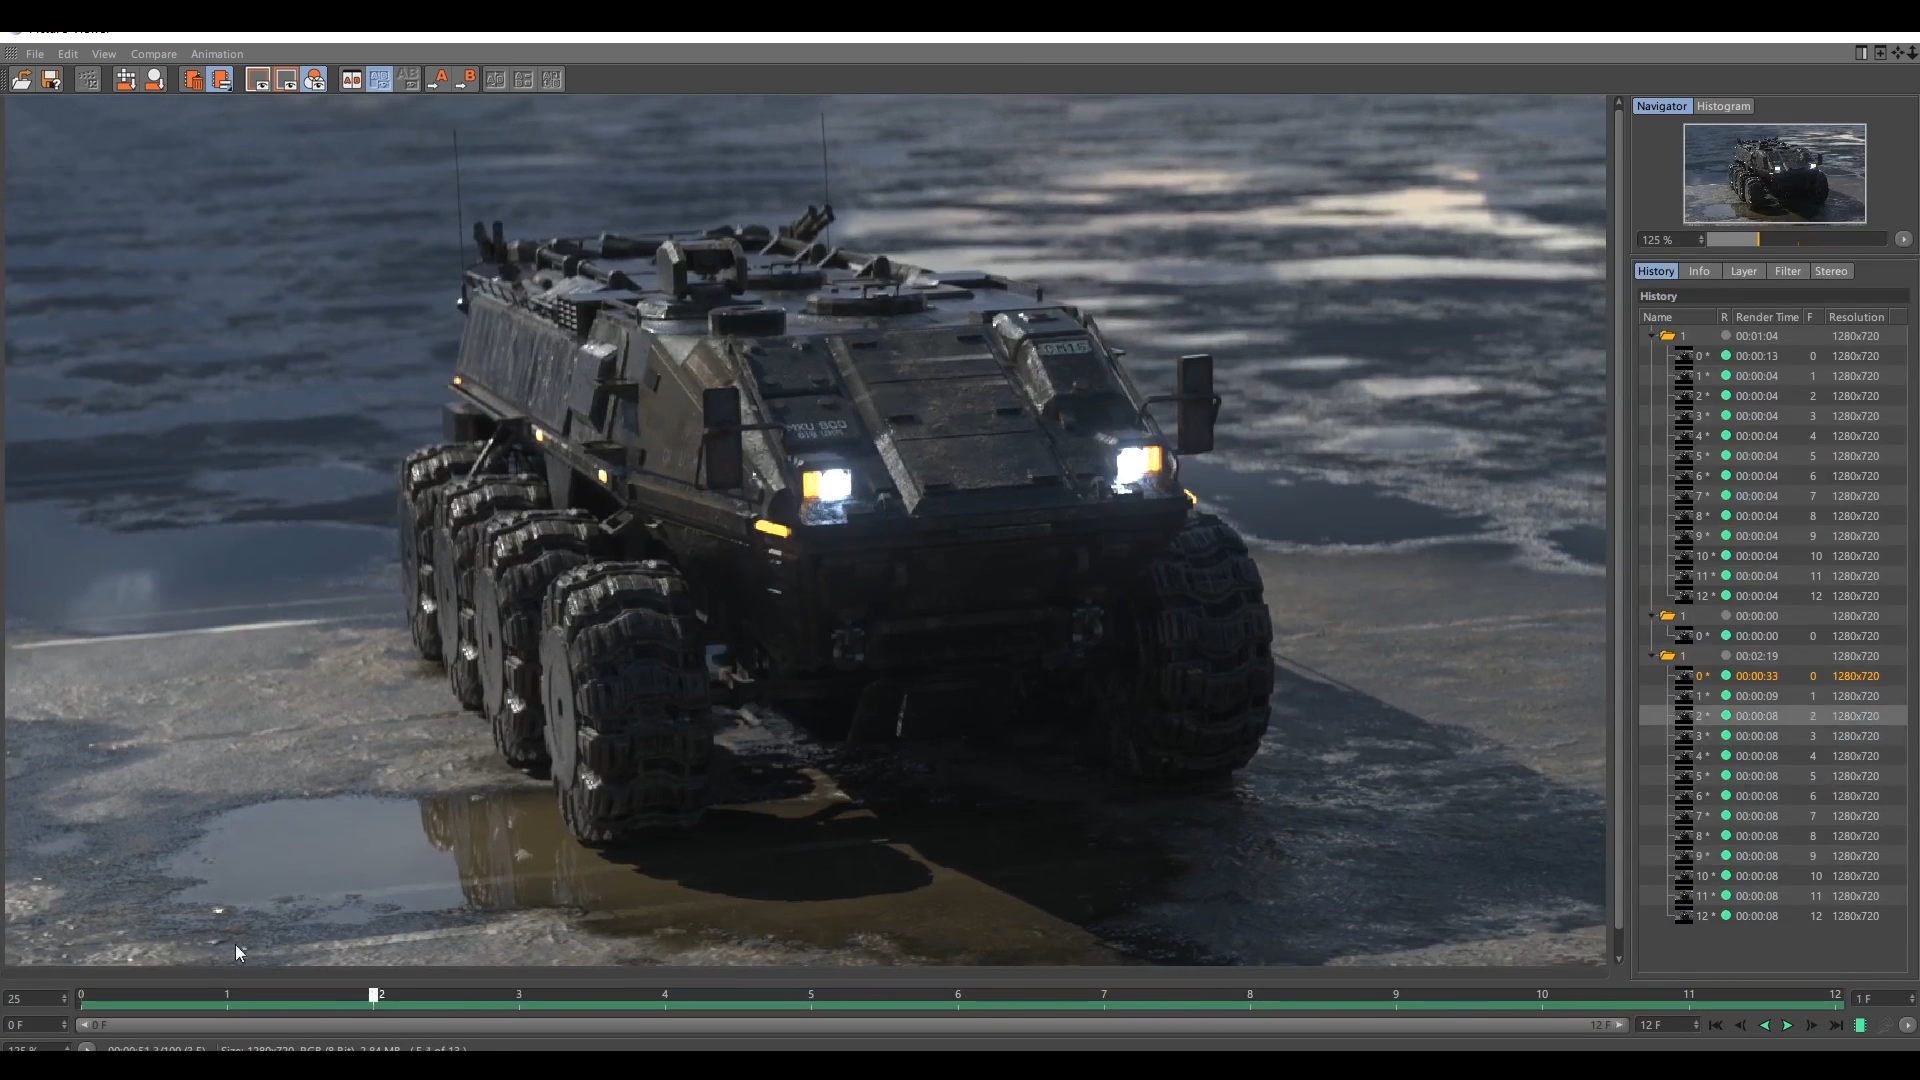 File Edit View Compare Animation
Navigator Histogram
125 %
History Info Layer Filter Stereo
History
Name R Render Time F Resolution
1 00:01:04 1280x720
0 * 00:00:13 0 1280x720
1 * 00:00:04 1 1280x720
2 * 00:00:04 2 1280x720
3 * 00:00:04 3 1280x720
4 * 00:00:04 4 1280x720
5 * 00:00:04 5 1280x720
6 * 00:00:04 6 1280x720
7 * 00:00:04 7 1280x720
8 * 00:00:04 8 1280x720
9 * 00:00:04 9 1280x720
10 * 00:00:04 10 1280x720
11 * 00:00:04 11 1280x720
12 * 00:00:04 12 1280x720
1 00:00:00 1280x720
0 * 00:00:00 0 1280x720
1 00:02:19 1280x720
0 * 00:00:33 0 1280x720
1 * 00:00:09 1 1280x720
2 * 00:00:08 2 1280x720
3 * 00:00:08 3 1280x720
4 * 00:00:08 4 1280x720
5 * 00:00:08 5 1280x720
6 * 00:00:08 6 1280x720
7 * 00:00:08 7 1280x720
8 * 00:00:08 8 1280x720
9 * 00:00:08 9 1280x720
10 * 00:00:08 10 1280x720
11 * 00:00:08 11 1280x720
12 * 00:00:08 12 1280x720
CM15
MXU 800
25 0 1 2 3 4 5 6 7 8 9 10 11 12 1 F
0 F 0 F 12 F 12 F